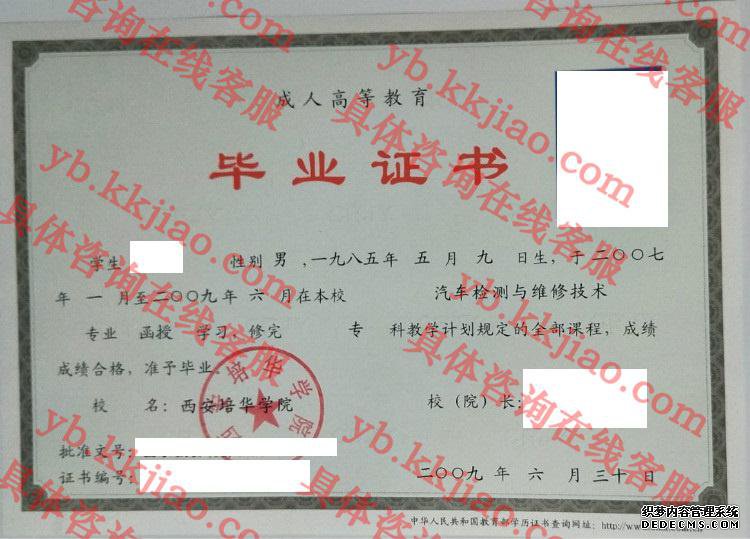 成人高等教育
毕业证书
学生 性别 男 ,一九八五年 五 月 九 日生，于二〇〇七
年 一 月至二〇〇九年 六 月在本校 汽车检测与维修技术
专业 函授 学习，修完 专 科教学计划规定的全部课程，成绩
成绩合格，准予毕业。
校 名：西安培华学院 校（院）长：
批准文号：
证书编号： 二〇〇九 年 六 月 三十 日
中华人民共和国教育部学历证书查询网址：http://www.
yb.kkjiao.com
具体咨询在线客服
内容管理系统
DEDECMS.COM